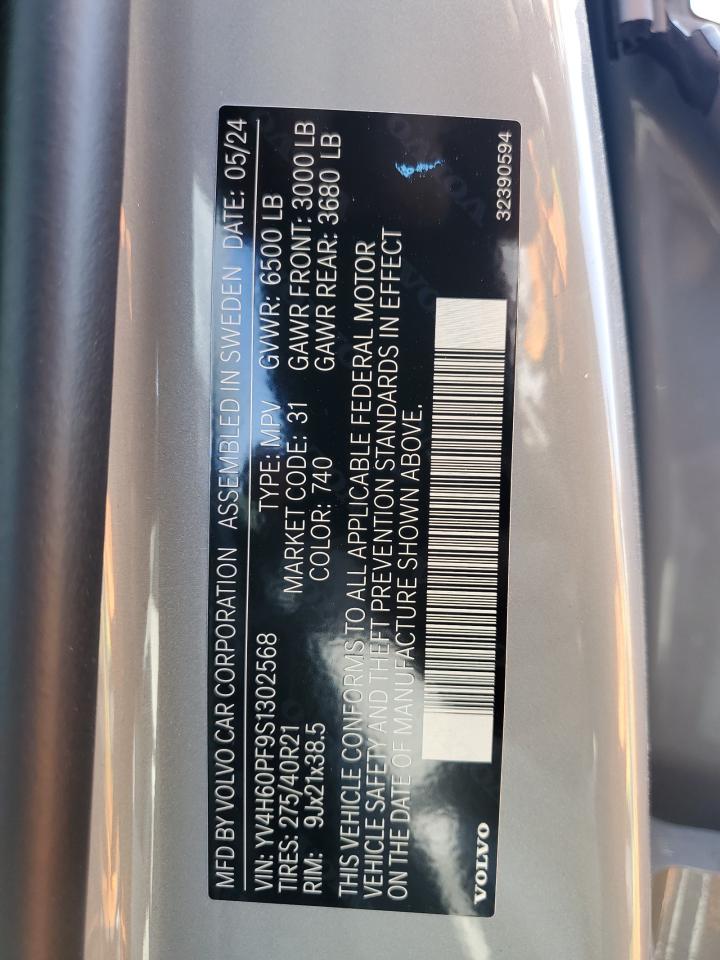 MFD BY VOLVO CAR CORPORATION ASSEMBLED IN SWEDEN DATE: 05/24
VIN: YV4H60PF9S1302568 TYPE: MPV GVWR: 6500 LB
TIRES: 275/40R21 MARKET CODE: 31 GAWR FRONT: 3000 LB
RIM: 9Jx21x38.5 COLOR: 740 GAWR REAR: 3680 LB
THIS VEHICLE CONFORMS TO ALL APPLICABLE FEDERAL MOTOR
VEHICLE SAFETY AND THEFT PREVENTION STANDARDS IN EFFECT
ON THE DATE OF MANUFACTURE SHOWN ABOVE.
VOLVO 32390594